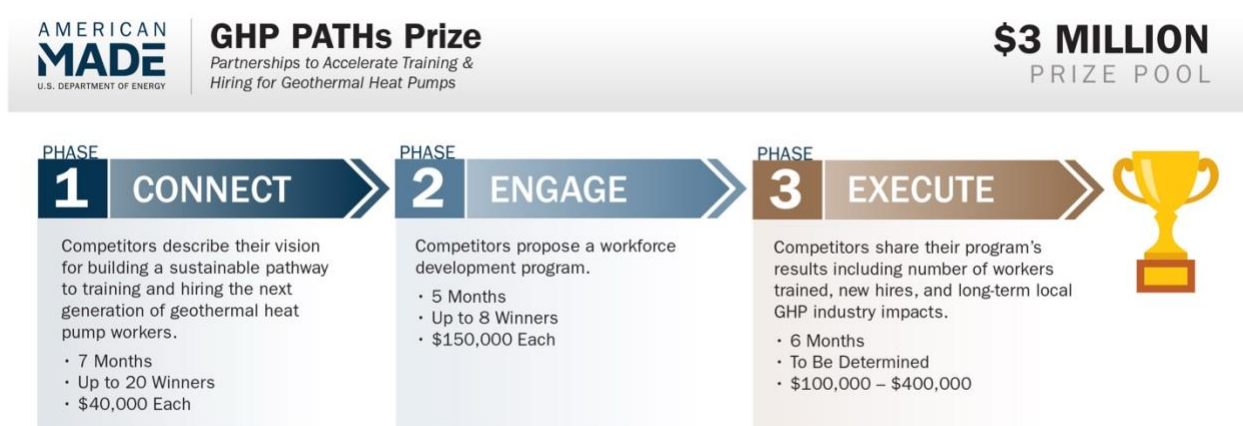 AMERICAN
MADE
U.S. DEPARTMENT OF ENERGY
GHP PATHs Prize
Partnerships to Accelerate Training &
Hiring for Geothermal Heat Pumps
$3 MILLION
PRIZE POOL
PHASE
1 CONNECT
Competitors describe their vision
for building a sustainable pathway
to training and hiring the next
generation of geothermal heat
pump workers.
· 7 Months
· Up to 20 Winners
· $40,000 Each
PHASE
2 ENGAGE
Competitors propose a workforce
development program.
· 5 Months
· Up to 8 Winners
· $150,000 Each
PHASE
3 EXECUTE
Competitors share their program’s
results including number of workers
trained, new hires, and long-term local
GHP industry impacts.
· 6 Months
· To Be Determined
· $100,000 – $400,000